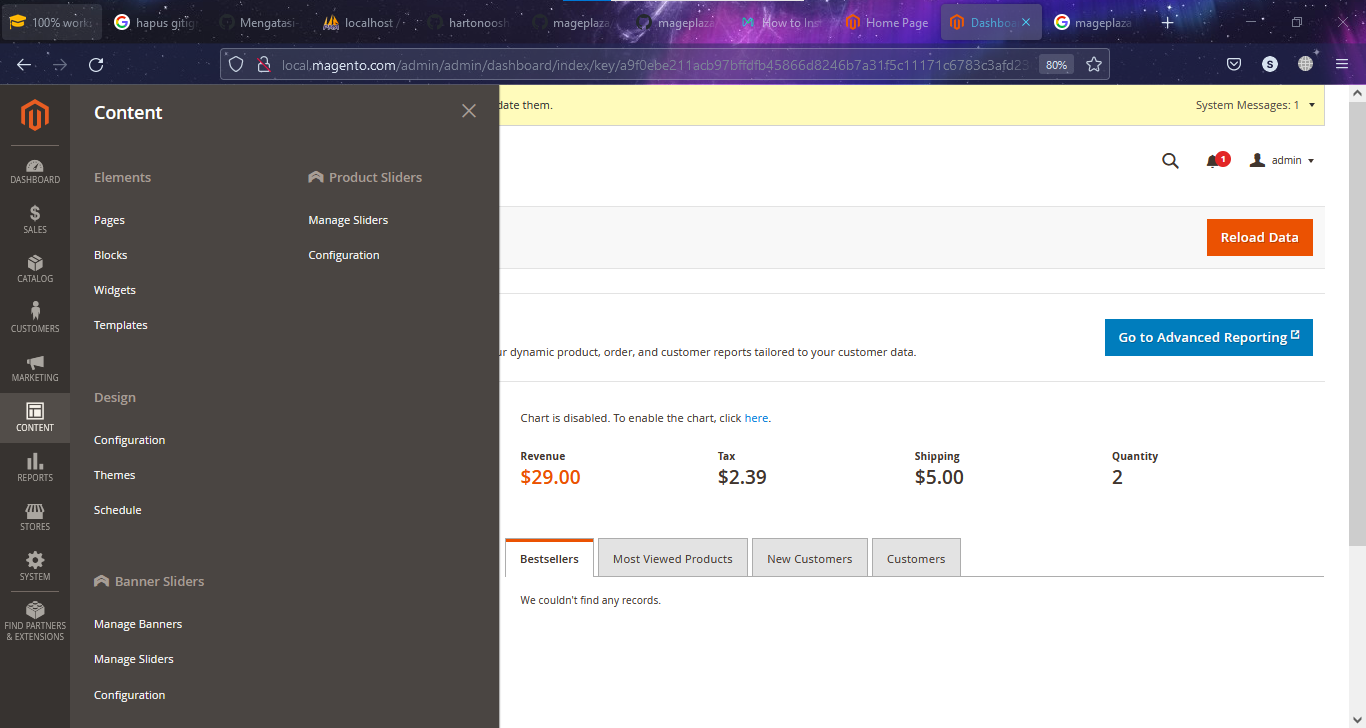 100% work
hapus gitig
Mengatasi
localhost /
hartonoosh
mageplaza
mageplaza
How to Ins
Home Page
Dashboa
mageplaza
local.magento.com/admin/admin/dashboard/index/key/a9f0ebe211acb97bffdfb45866d8246b7a31f5c11171c6783c3afd23
80%
S
Content
date them.
System Messages: 1
DASHBOARD
SALES
CATALOG
CUSTOMERS
MARKETING
CONTENT
REPORTS
STORES
SYSTEM
FIND PARTNERS
& EXTENSIONS
Elements
Pages
Blocks
Widgets
Templates
Design
Configuration
Themes
Schedule
Banner Sliders
Manage Banners
Manage Sliders
Configuration
Product Sliders
Manage Sliders
Configuration
1
admin
Reload Data
ur dynamic product, order, and customer reports tailored to your customer data.
Go to Advanced Reporting
Chart is disabled. To enable the chart, click here.
Revenue
$29.00
Tax
$2.39
Shipping
$5.00
Quantity
2
Bestsellers
Most Viewed Products
New Customers
Customers
We couldn't find any records.